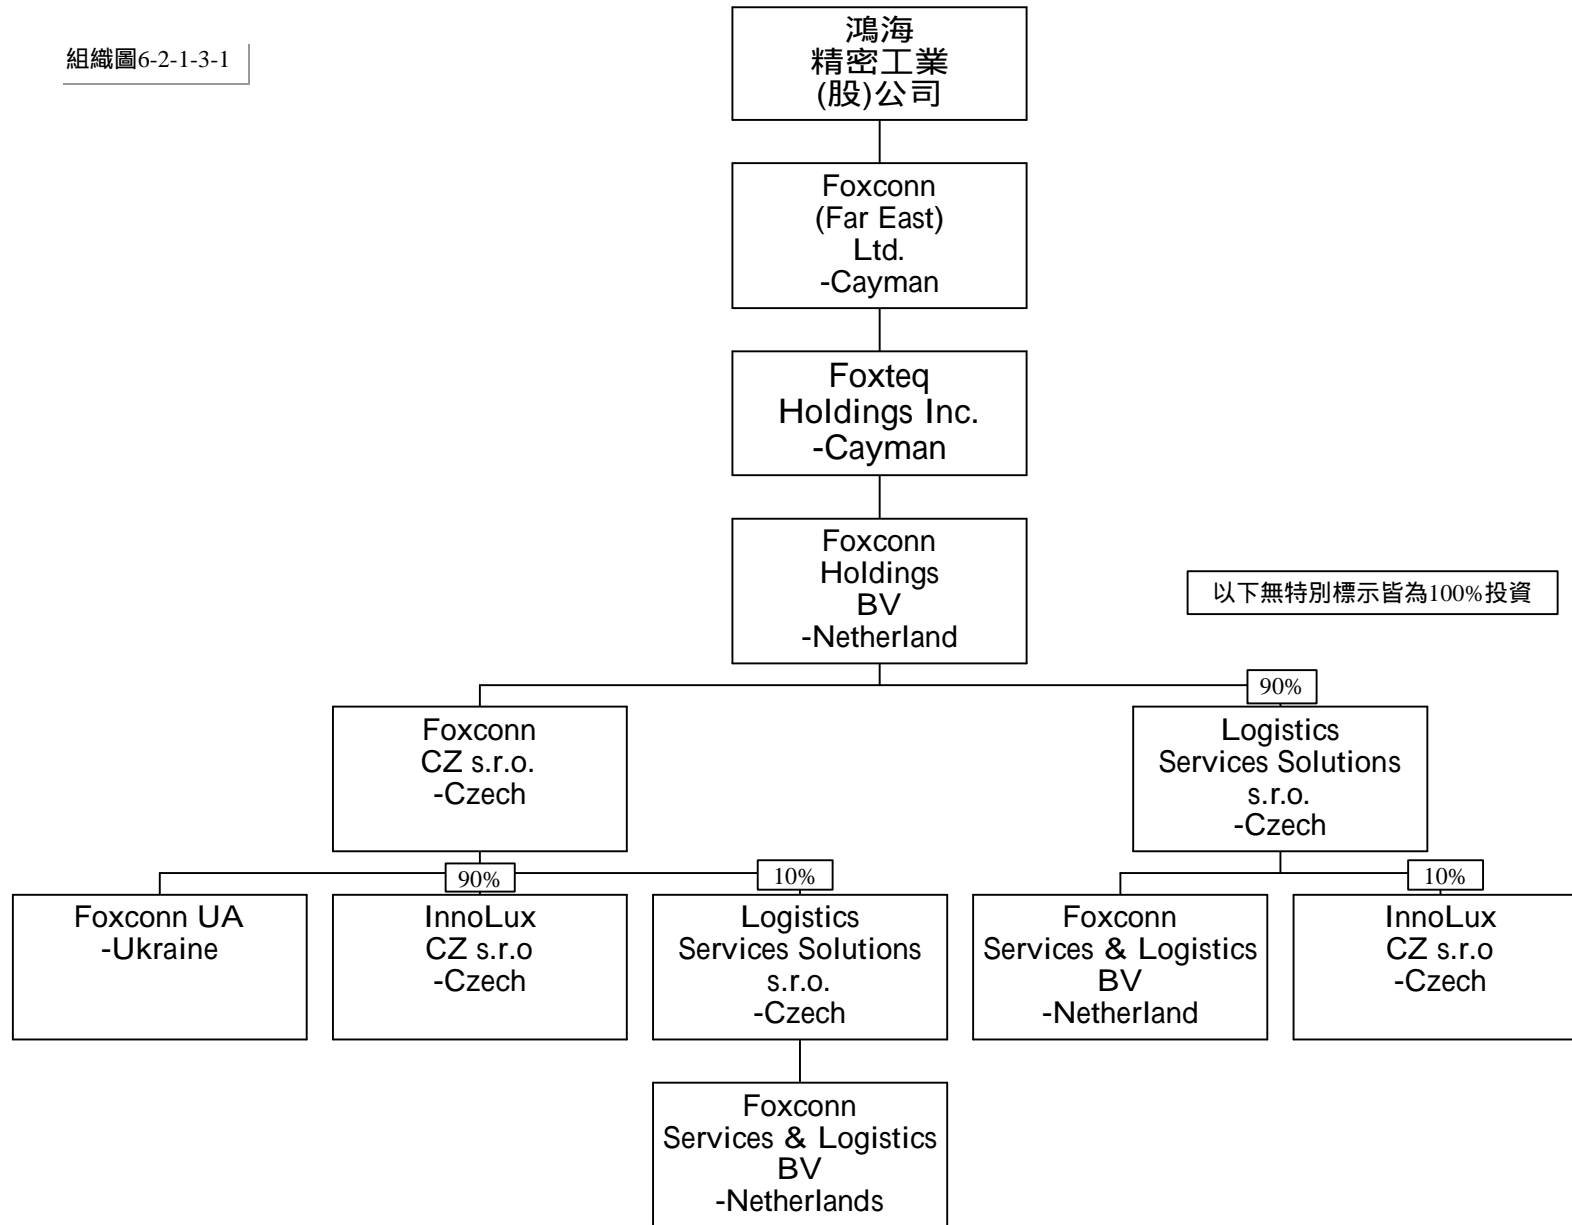 組織圖6-2-1-3-1
鴻海
精密工業
(股)公司
Foxconn
(Far East)
Ltd.
-Cayman
Foxteq
Holdings Inc.
-Cayman
Foxconn
Holdings
BV
-Netherland
以下無特別標示皆為100%投資
90%
Foxconn
CZ s.r.o.
-Czech
Logistics
Services Solutions
s.r.o.
-Czech
90%
10%
10%
Foxconn UA
-Ukraine
InnoLux
CZ s.r.o
-Czech
Logistics
Services Solutions
s.r.o.
-Czech
Foxconn
Services & Logistics
BV
-Netherland
InnoLux
CZ s.r.o
-Czech
Foxconn
Services & Logistics
BV
-Netherlands